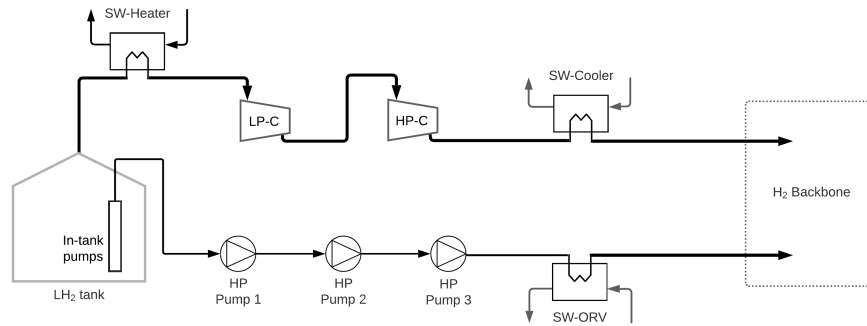 SW-Heater
SW-Cooler
LP-C
HP-C
H₂ Backbone
In-tank
pumps
HP
Pump 1
HP
Pump 2
HP
Pump 3
LH₂ tank
SW-ORV